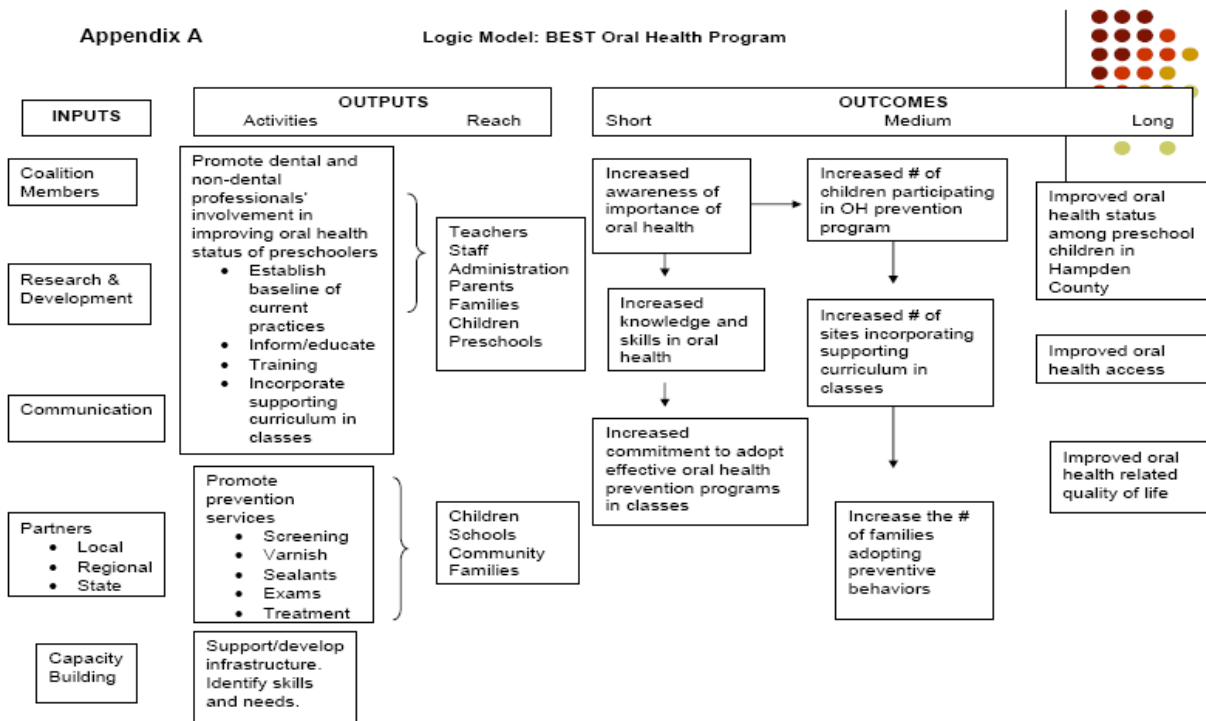 Appendix A
Logic Model: BEST Oral Health Program
INPUTS
OUTPUTS
Activities Reach
OUTCOMES
Short Medium Long
Coalition
Members
Research &
Development
Communication
Partners
• Local
• Regional
• State
Capacity
Building
Promote dental and
non-dental
professionals'
involvement in
improving oral health
status of preschoolers
• Establish
baseline of
current
practices
• Inform/educate
• Training
• Incorporate
supporting
curriculum in
classes
Promote
prevention
services
• Screening
• Varnish
• Sealants
• Exams
• Treatment
Support/develop
infrastructure.
Identify skills
and needs.
Teachers
Staff
Administration
Parents
Families
Children
Preschools
Children
Schools
Community
Families
Increased
awareness of
importance of
oral health
Increased
knowledge and
skills in oral
health
Increased
commitment to adopt
effective oral health
prevention programs
in classes
Increased # of
children participating
in OH prevention
program
Increased # of
sites incorporating
supporting
curriculum in
classes
Increase the #
of families
adopting
preventive
behaviors
Improved oral
health status
among preschool
children in
Hampden
County
Improved oral
health access
Improved oral
health related
quality of life